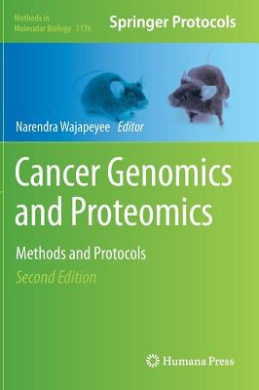 Methods in
Molecular Biology 1176
Springer Protocols
Narendra Wajapeyee Editor
Cancer Genomics
and Proteomics
Methods and Protocols
Second Edition
Humana Press